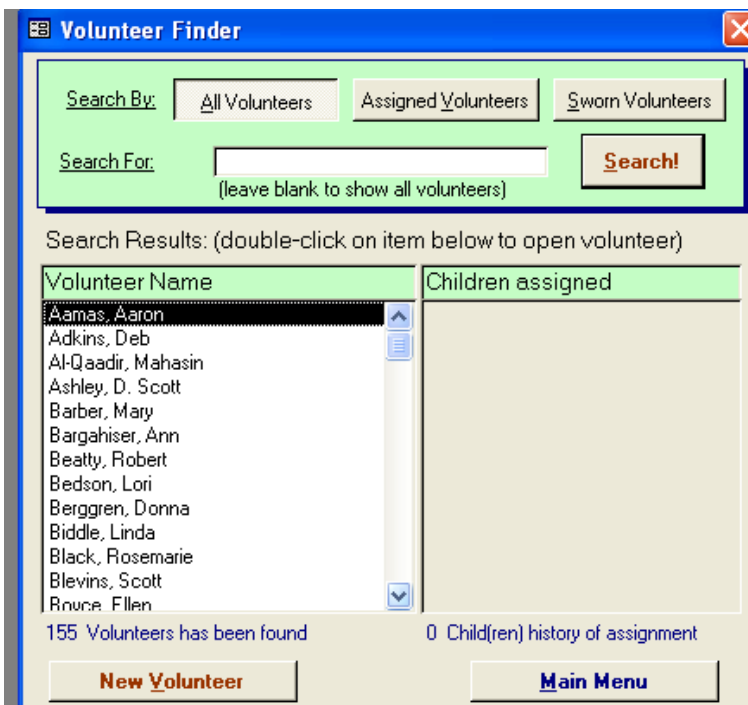 Volunteer Finder
Search By: All Volunteers Assigned Volunteers Sworn Volunteers
Search For: Search!
(leave blank to show all volunteers)
Search Results: (double-click on item below to open volunteer)
Volunteer Name Children assigned
Aamas, Aaron
Adkins, Deb
Al-Qaadir, Mahasin
Ashley, D. Scott
Barber, Mary
Bargahiser, Ann
Beatty, Robert
Bedson, Lori
Berggren, Donna
Biddle, Linda
Black, Rosemarie
Blevins, Scott
Boyce, Ellen
155 Volunteers has been found 0 Child(ren) history of assignment
New Volunteer Main Menu